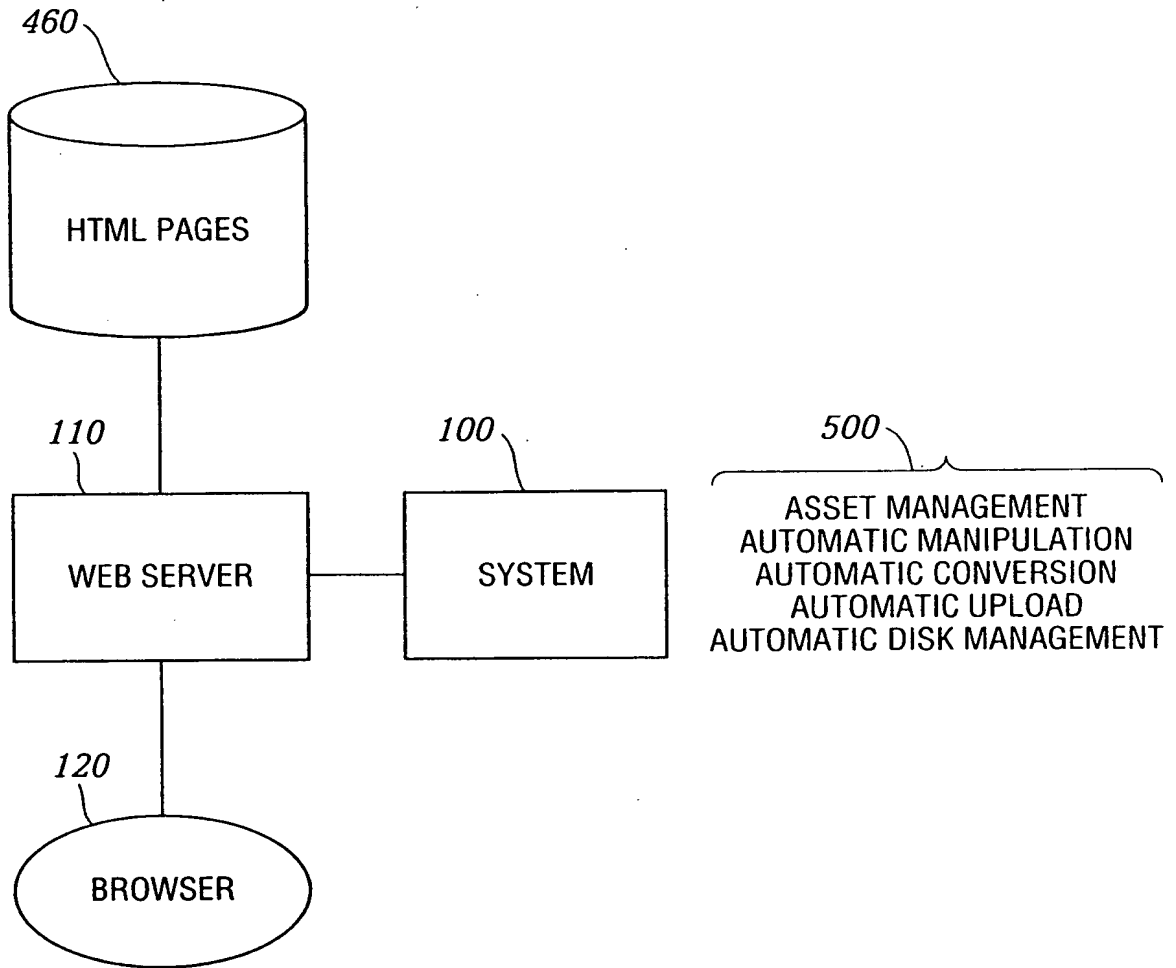 460
HTML PAGES
110
100
500
WEB SERVER
SYSTEM
ASSET MANAGEMENT
AUTOMATIC MANIPULATION
AUTOMATIC CONVERSION
AUTOMATIC UPLOAD
AUTOMATIC DISK MANAGEMENT
120
BROWSER